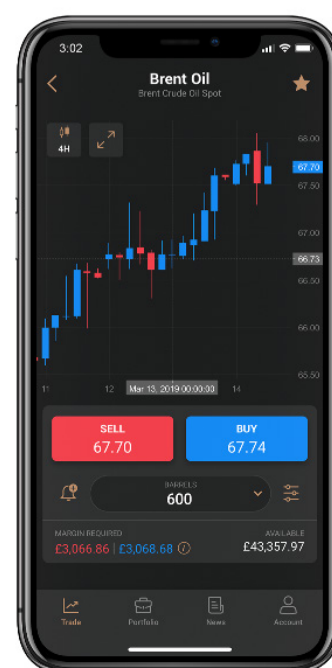 3:02
Brent Oil
Brent Crude Oil Spot
4H
68.00
67.70
67.50
67.00
66.73
66.50
66.00
65.50
11
12
Mar 13, 2019 00:00:00
14
SELL
67.70
BUY
67.74
BARRELS
600
MARGIN REQUIRED
£3,066.86 | £3,068.68
AVAILABLE
£43,357.97
Trade
Portfolio
News
Account